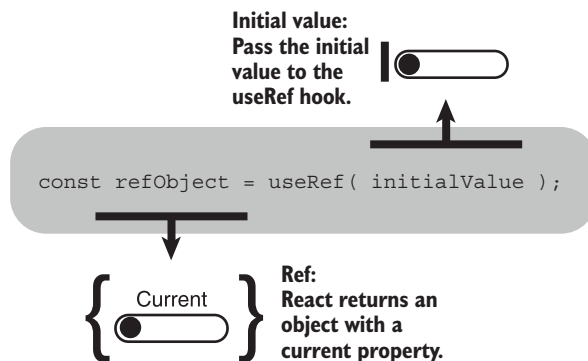 Initial value:
Pass the initial
value to the
useRef hook.
const refObject = useRef( initialValue );
{ Current }
Ref:
React returns an
object with a
current property.